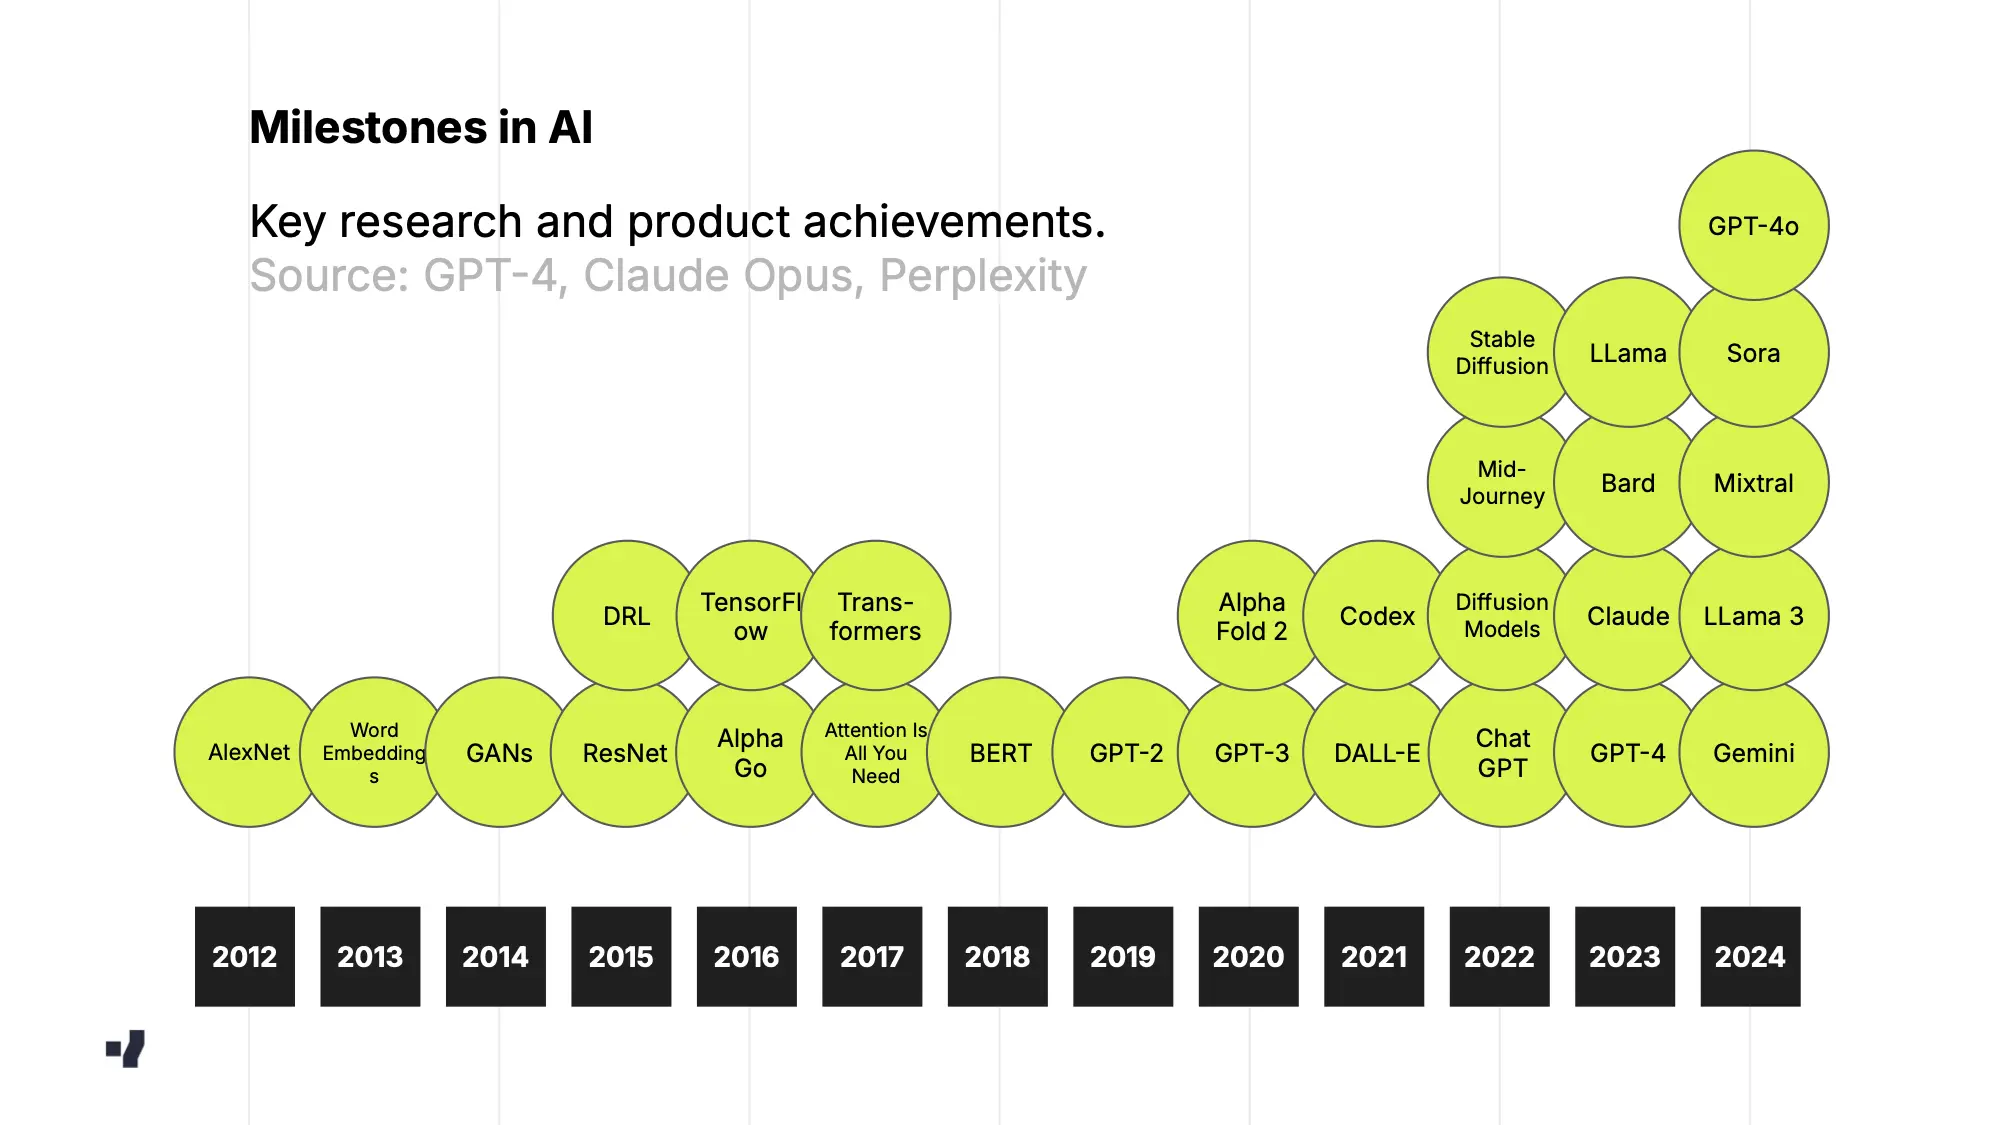 Milestones in AI
Key research and product achievements.
Source: GPT-4, Claude Opus, Perplexity
GPT-4o
Stable
Diffusion
LLama
Sora
Mid-
Journey
Bard
Mixtral
DRL
TensorFl
ow
Trans-
formers
Alpha
Fold 2
Codex
Diffusion
Models
Claude
LLama 3
AlexNet
Word
Embedding
s
GANs
ResNet
Alpha
Go
Attention Is
All You
Need
BERT
GPT-2
GPT-3
DALL-E
Chat
GPT
GPT-4
Gemini
2012
2013
2014
2015
2016
2017
2018
2019
2020
2021
2022
2023
2024